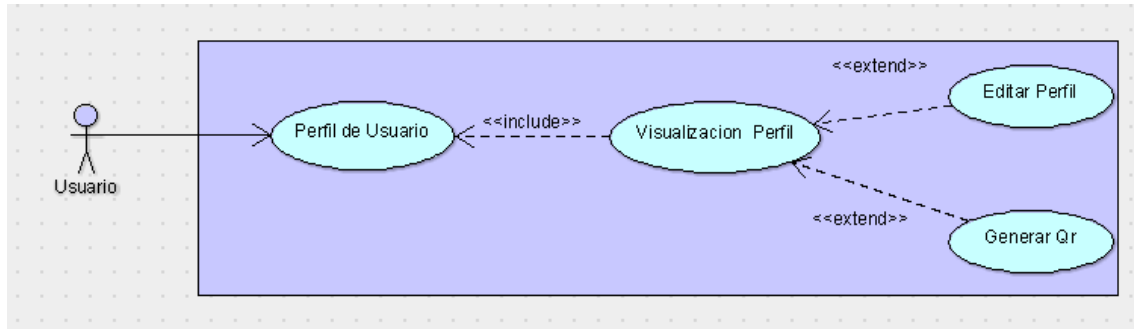 <<extend>>
Editar Perfil
Perfil de Usuario
<<include>>
Visualizacion Perfil
Usuario
<<extend>>
Generar Qr